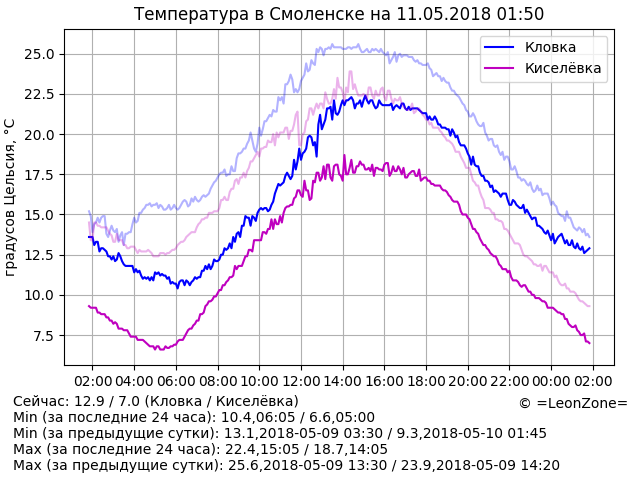 Температура в Смоленске на 11.05.2018 01:50
градусов Цельсия, °C
25.0
22.5
20.0
17.5
15.0
12.5
10.0
7.5
Кловка
Киселёвка
02:00 04:00 06:00 08:00 10:00 12:00 14:00 16:00 18:00 20:00 22:00 00:00 02:00
Сейчас: 12.9 / 7.0 (Кловка / Киселёвка)
© =LeonZone=
Min (за последние 24 часа): 10.4,06:05 / 6.6,05:00
Min (за предыдущие сутки): 13.1,2018-05-09 03:30 / 9.3,2018-05-10 01:45
Max (за последние 24 часа): 22.4,15:05 / 18.7,14:05
Max (за предыдущие сутки): 25.6,2018-05-09 13:30 / 23.9,2018-05-09 14:20